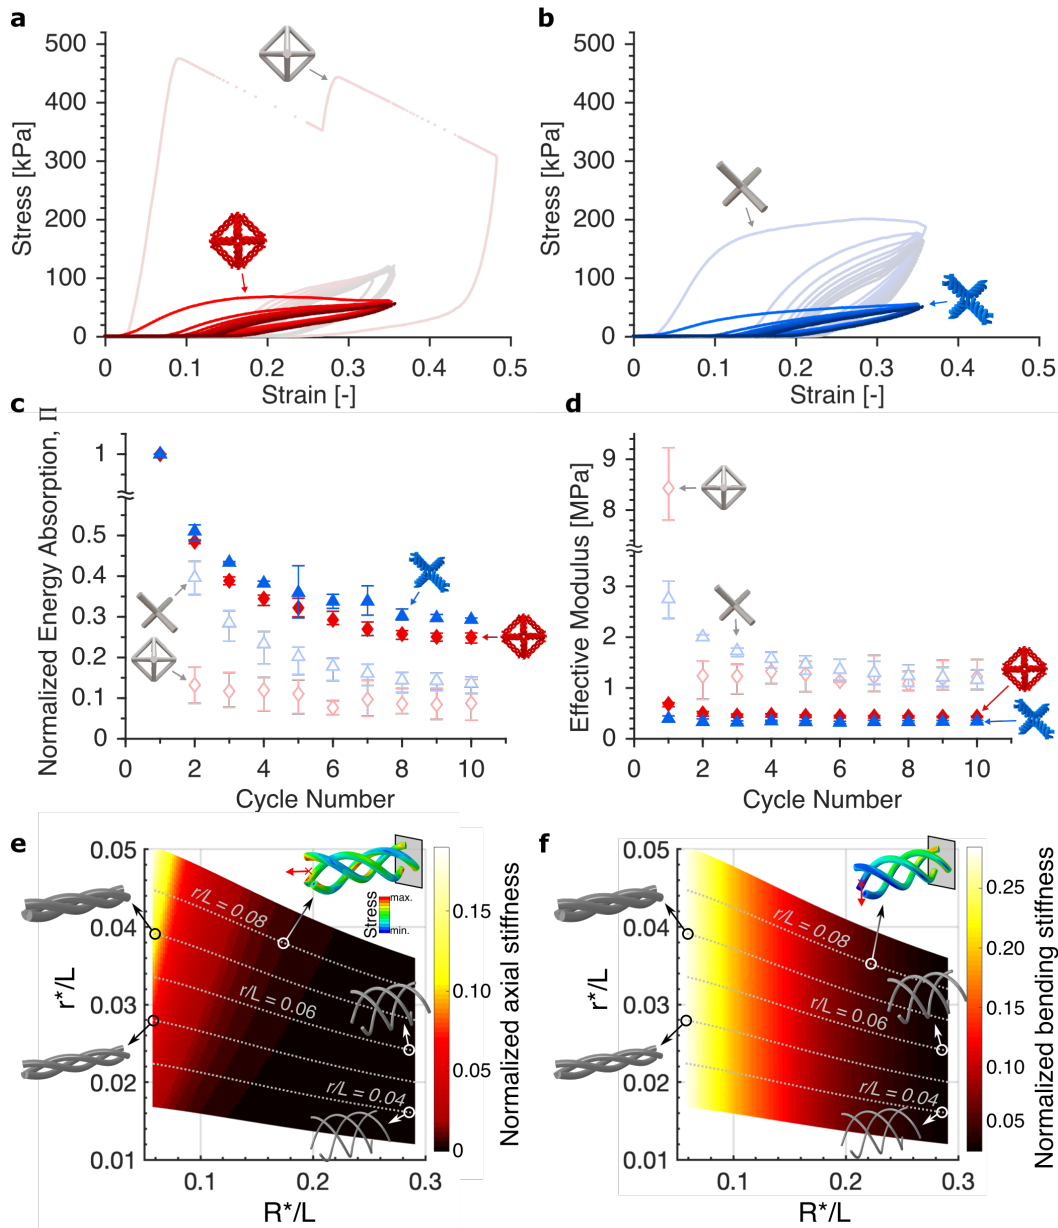 a
Stress [kPa]
500
400
300
200
100
0
0
0.1
0.2
0.3
0.4
0.5
Strain [-]
b
Stress [kPa]
500
400
300
200
100
0
0
0.1
0.2
0.3
0.4
0.5
Strain [-]
c
Normalized Energy Absorption, Π
1
0.5
0.4
0.3
0.2
0.1
0
0
2
4
6
8
10
Cycle Number
d
Effective Modulus [MPa]
9
8
3
2
1
0
0
2
4
6
8
10
Cycle Number
e
r*/L
0.05
0.04
0.03
0.02
0.01
0.1
0.2
0.3
R*/L
r/L = 0.08
r/L = 0.06
r/L = 0.04
Stress
max.
min.
0.15
0.10
0.05
0
Normalized axial stiffness
f
r*/L
0.05
0.04
0.03
0.02
0.01
0.1
0.2
0.3
R*/L
r/L = 0.08
r/L = 0.06
r/L = 0.04
0.25
0.20
0.15
0.10
0.05
Normalized bending stiffness